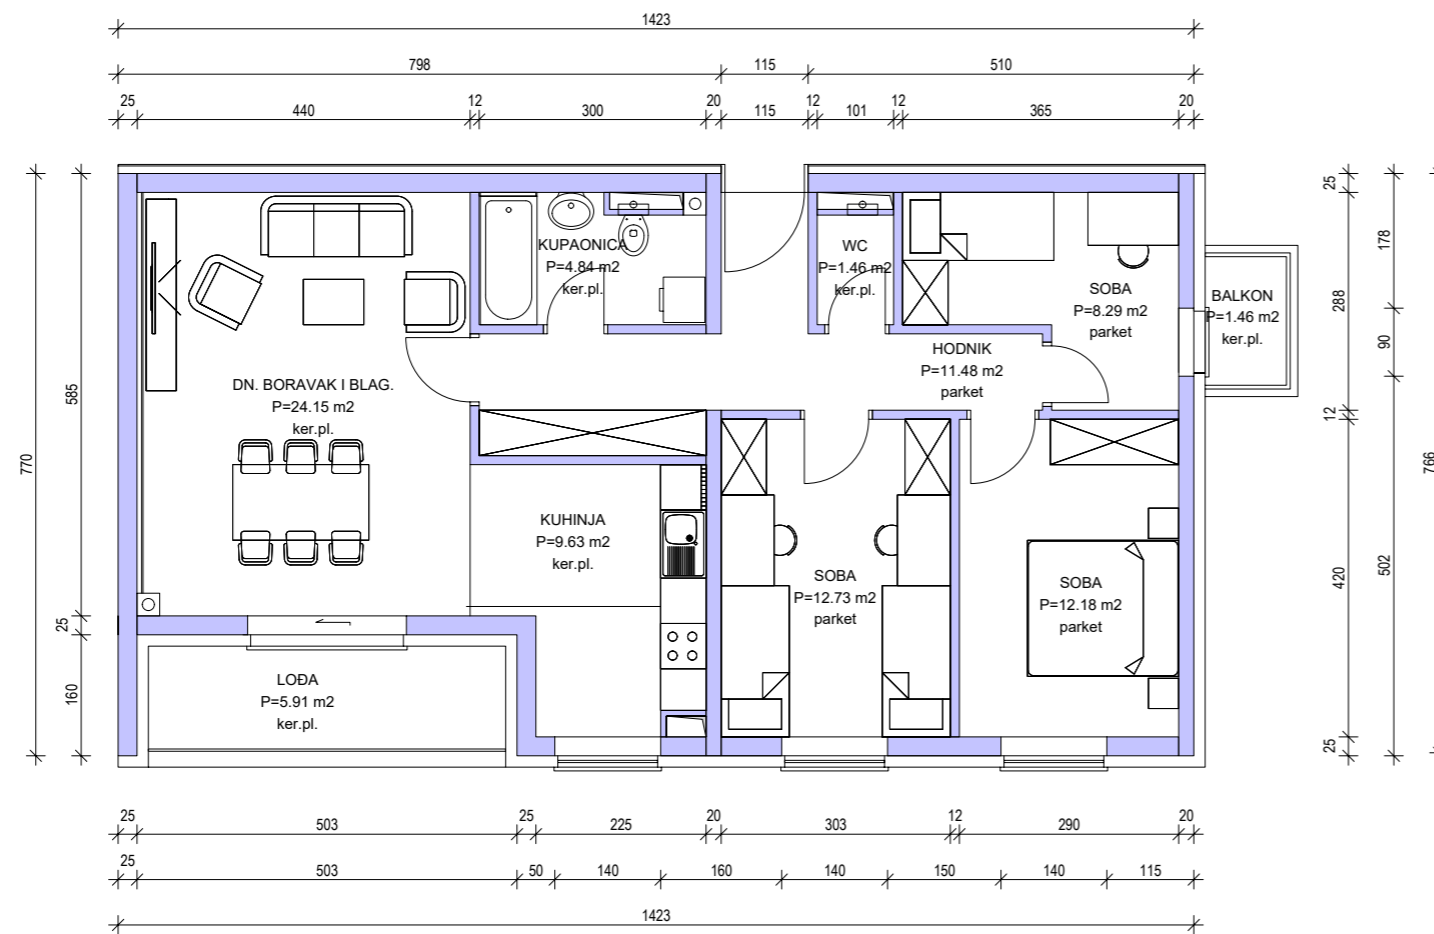 1423
798 115 510
25 440 12 300 20 115 12 101 12 365 20
770
585
25
160
25
178
288
90
12
420
502
25
766
KUPAONICA
P=4.84 m2
ker.pl.
WC
P=1.46 m2
ker.pl.
SOBA
P=8.29 m2
parket
BALKON
P=1.46 m2
ker.pl.
HODNIK
P=11.48 m2
parket
DN. BORAVAK I BLAG.
P=24.15 m2
ker.pl.
KUHINJA
P=9.63 m2
ker.pl.
SOBA
P=12.73 m2
parket
SOBA
P=12.18 m2
parket
LOĐA
P=5.91 m2
ker.pl.
25 503 25 225 20 303 12 290 20
25 503 50 140 160 140 150 140 115
1423